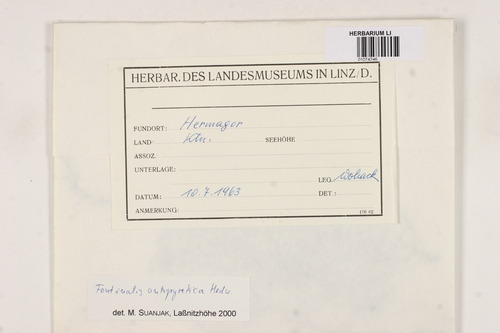 HERBARIUM LI
HERBAR. DES LANDESMUSEUMS IN LINZ/D.
FUNDORT: Hermagor
LAND: Ktn. SEEHÖHE
ASSOZ.
UNTERLAGE:
LEG.
DATUM: 10.7.1963 DET.:
ANMERKUNG:
Fontinalis antipyretica Hedw.
det. M. SUANJAK, Laßnitzhöhe 2000